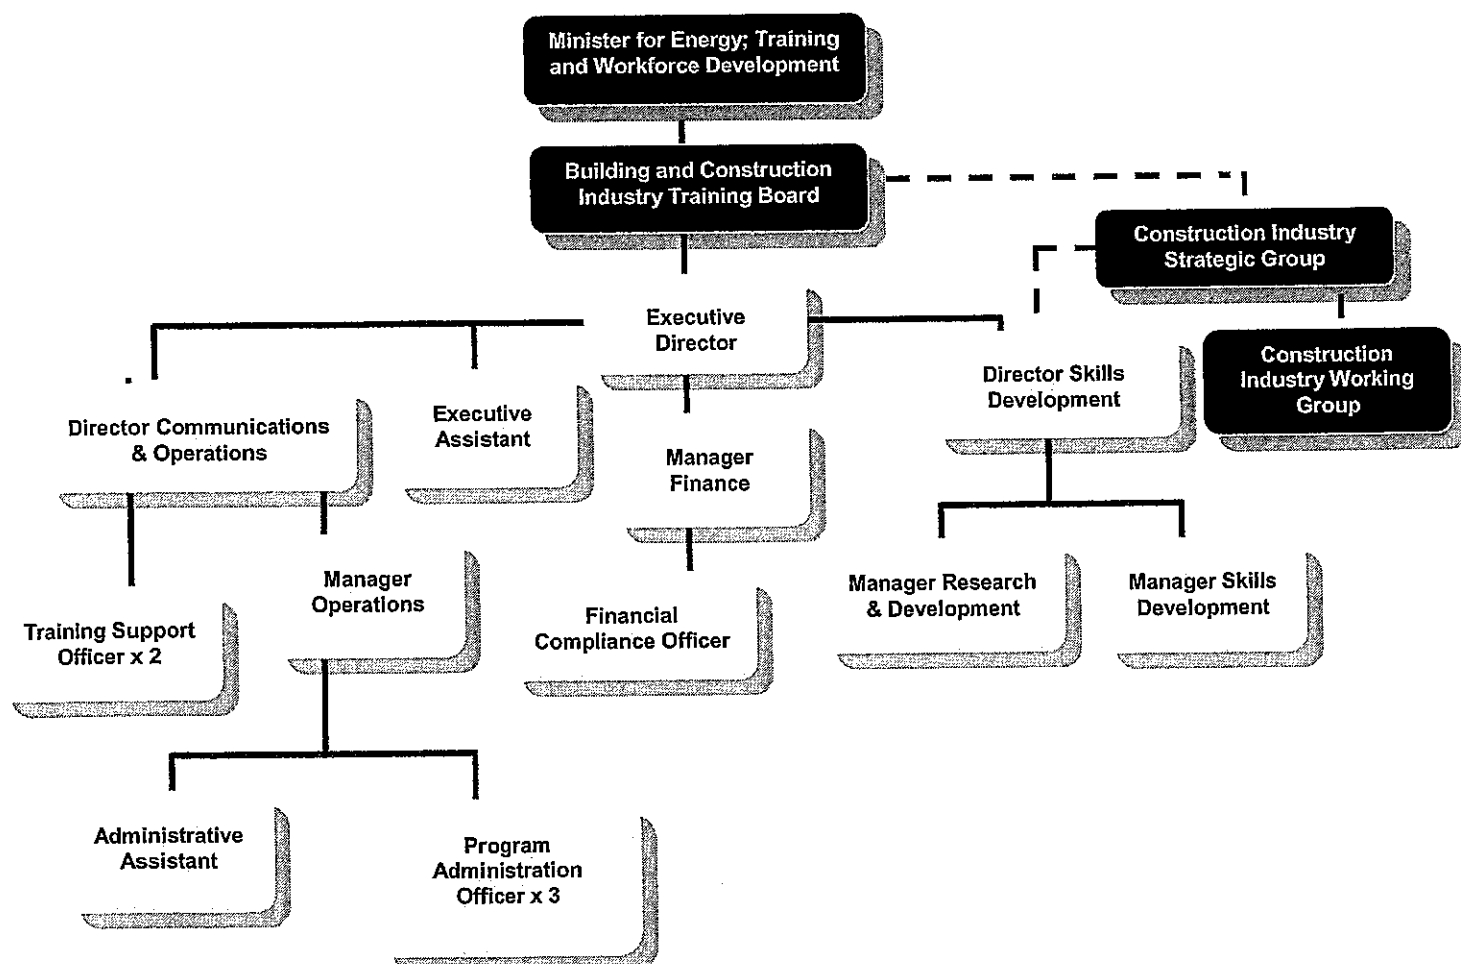 Minister for Energy; Training
and Workforce Development
Building and Construction
Industry Training Board
Construction Industry
Strategic Group
Executive
Director
Construction
Industry Working
Group
Director Skills
Development
Director Communications
& Operations
Executive
Assistant
Manager
Finance
Manager
Operations
Manager Research
& Development
Manager Skills
Development
Training Support
Officer x 2
Financial
Compliance Officer
Administrative
Assistant
Program
Administration
Officer x 3